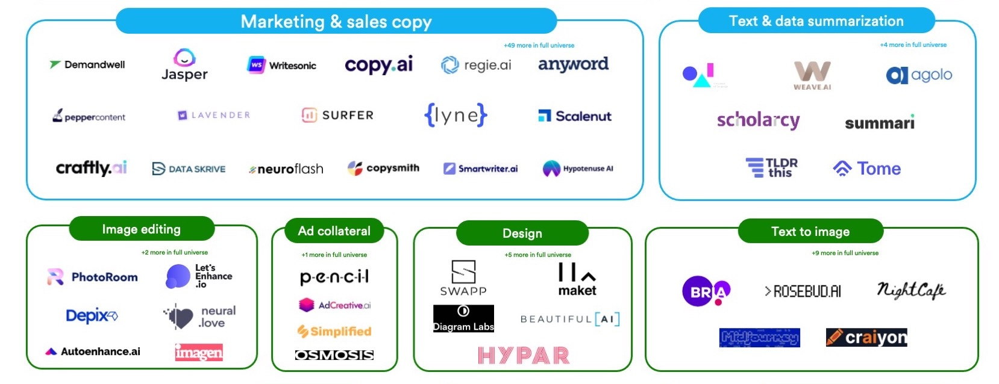 Marketing & sales copy
+49 more in full universe
Demandwell
Jasper
WS Writesonic
copy.ai
regie.ai
anyword
peppercontent
LAVENDER
SURFER
{lyne}
Scalenut
craftly.ai
DATA SKRIVE
neuroflash
copysmith
Smartwriter.ai
Hypotenuse AI
Text & data summarization
+4 more in full universe
W
WEAVE.AI
agolo
scholarcy
summari
TLDR
this
Tome
Image editing
+2 more in full universe
PhotoRoom
Let's
Enhance
.io
Depix
neural
.love
Autoenhance.ai
imagen
Ad collateral
+1 more in full universe
p-e-n-c-i-l
AdCreative.ai
Simplified
OSMOSIS
Design
+5 more in full universe
SWAPP
maket
Diagram Labs
BEAUTIFUL[AI]
HYPAR
Text to image
+9 more in full universe
BRIA
>ROSEBUD.AI
NightCafé
Midjourney
craiyon